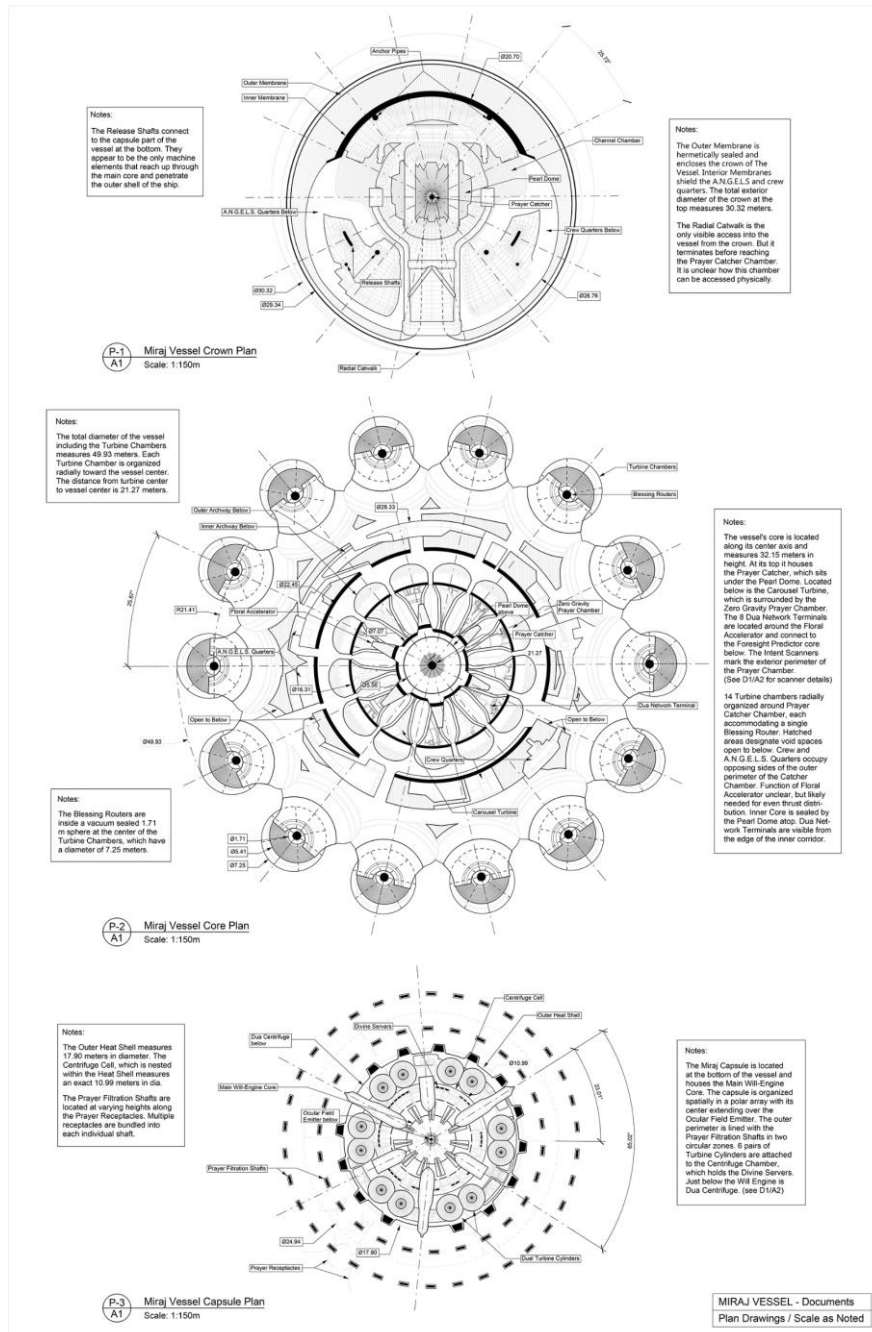 Anchor Pipes
Ø20.70
25.72°
Outer Membrane
Inner Membrane
Notes:
The Release Shafts connect
to the capsule part of the
vessel at the bottom. They
appear to be the only machine
elements that reach up through
the main core and penetrate
the outer shell of the ship.
Channel Chamber
Pearl Dome
Prayer Catcher
A.N.G.E.L.S. Quarters Below
Crew Quarters Below
Release Shafts
Ø30.32
Ø29.34
Ø28.76
Radial Catwalk
Notes:
The Outer Membrane is
hermetically sealed and
encloses the crown of The
Vessel. Interior Membranes
shield the A.N.G.E.L.S and crew
quarters. The total exterior
diameter of the crown at the
top measures 30.32 meters.
The Radial Catwalk is the
only visible access into the
vessel from the crown. But it
terminates before reaching
the Prayer Catcher Chamber.
It is unclear how this chamber
can be accessed physically.
P-1
A1
Miraj Vessel Crown Plan
Scale: 1:150m
Notes:
The total diameter of the vessel
including the Turbine Chambers
measures 49.93 meters. Each
Turbine Chamber is organized
radially toward the vessel center.
The distance from turbine center
to vessel center is 21.27 meters.
Turbine Chambers
Blessing Routers
Outer Archway Below
Inner Archway Below
Ø28.33
Ø22.45
Floral Accelerator
25.67°
R21.41
Ø7.07
Pearl Dome
above
Zero Gravity
Prayer Chamber
Prayer Catcher
21.27
A.N.G.E.L.S. Quarters
Ø16.31
Ø5.56
Dua Network Terminal
Open to Below
Open to Below
Ø49.93
Crew Quarters
Carousel Turbine
Notes:
The vessel's core is located
along its center axis and
measures 32.15 meters in
height. At its top it houses
the Prayer Catcher, which sits
under the Pearl Dome. Located
below is the Carousel Turbine,
which is surrounded by the
Zero Gravity Prayer Chamber.
The 8 Dua Network Terminals
are located around the Floral
Accelerator and connect to
the Foresight Predictor core
below. The Intent Scanners
mark the exterior perimeter of
the Prayer Chamber.
(See D1/A2 for scanner details)
14 Turbine chambers radially
organized around Prayer
Catcher Chamber, each
accommodating a single
Blessing Router. Hatched
areas designate void spaces
open to below. Crew and
A.N.G.E.L.S. Quarters occupy
opposing sides of the outer
perimeter of the Catcher
Chamber. Function of Floral
Accelerator unclear, but likely
needed for even thrust distri-
bution. Inner Core is sealed by
the Pearl Dome atop. Dua Net-
work Terminals are visible from
the edge of the inner corridor.
Notes:
The Blessing Routers are
inside a vacuum sealed 1.71
m sphere at the center of the
Turbine Chambers, which have
a diameter of 7.25 meters.
Ø1.71
Ø5.41
Ø7.25
P-2
A1
Miraj Vessel Core Plan
Scale: 1:150m
Notes:
The Outer Heat Shell measures
17.90 meters in diameter. The
Centrifuge Cell, which is nested
within the Heat Shell measures
an exact 10.99 meters in dia.
The Prayer Filtration Shafts are
located at varying heights along
the Prayer Receptacles. Multiple
receptacles are bundled into
each individual shaft.
Centrifuge Cell
Outer Heat Shell
Divine Servers
Dua Centrifuge
below
Ø10.99
Main Will-Engine Core
Ocular Field
Emitter below
33.01°
65.02°
Prayer Filtration Shafts
Ø24.94
Ø17.90
Prayer Receptacles
Dual Turbine Cylinders
Notes:
The Miraj Capsule is located
at the bottom of the vessel and
houses the Main Will-Engine
Core. The capsule is organized
spatially in a polar array with its
center extending over the
Ocular Field Emitter. The outer
perimeter is lined with the
Prayer Filtration Shafts in two
circular zones. 6 pairs of
Turbine Cylinders are attached
to the Centrifuge Chamber,
which holds the Divine Servers.
Just below the Will Engine is
Dua Centrifuge. (see D1/A2)
P-3
A1
Miraj Vessel Capsule Plan
Scale: 1:150m
MIRAJ VESSEL - Documents
Plan Drawings / Scale as Noted